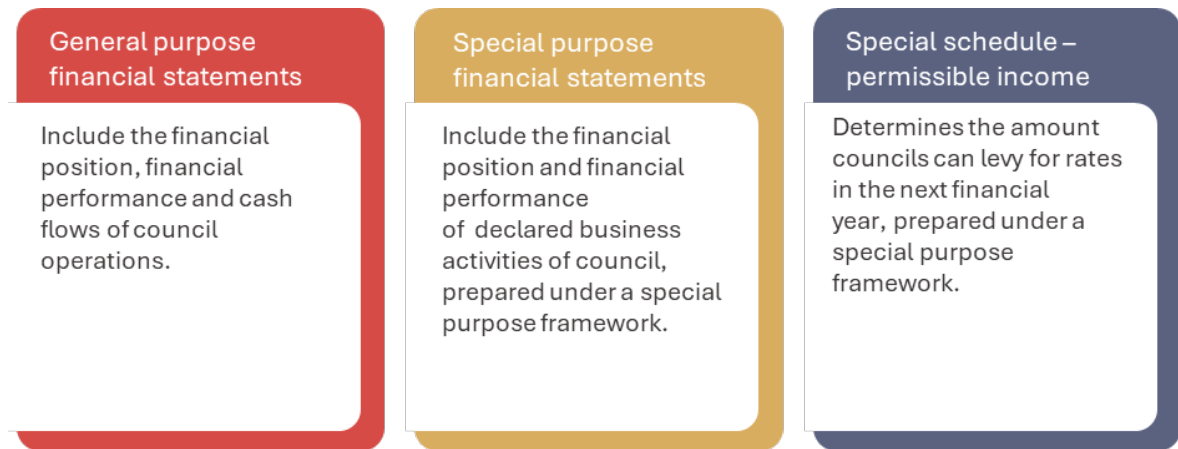 General purpose
financial statements
Include the financial
position, financial
performance and cash
flows of council
operations.
Special purpose
financial statements
Include the financial
position and financial
performance
of declared business
activities of council,
prepared under a special
purpose framework.
Special schedule –
permissible income
Determines the amount
councils can levy for rates
in the next financial
year, prepared under a
special purpose
framework.